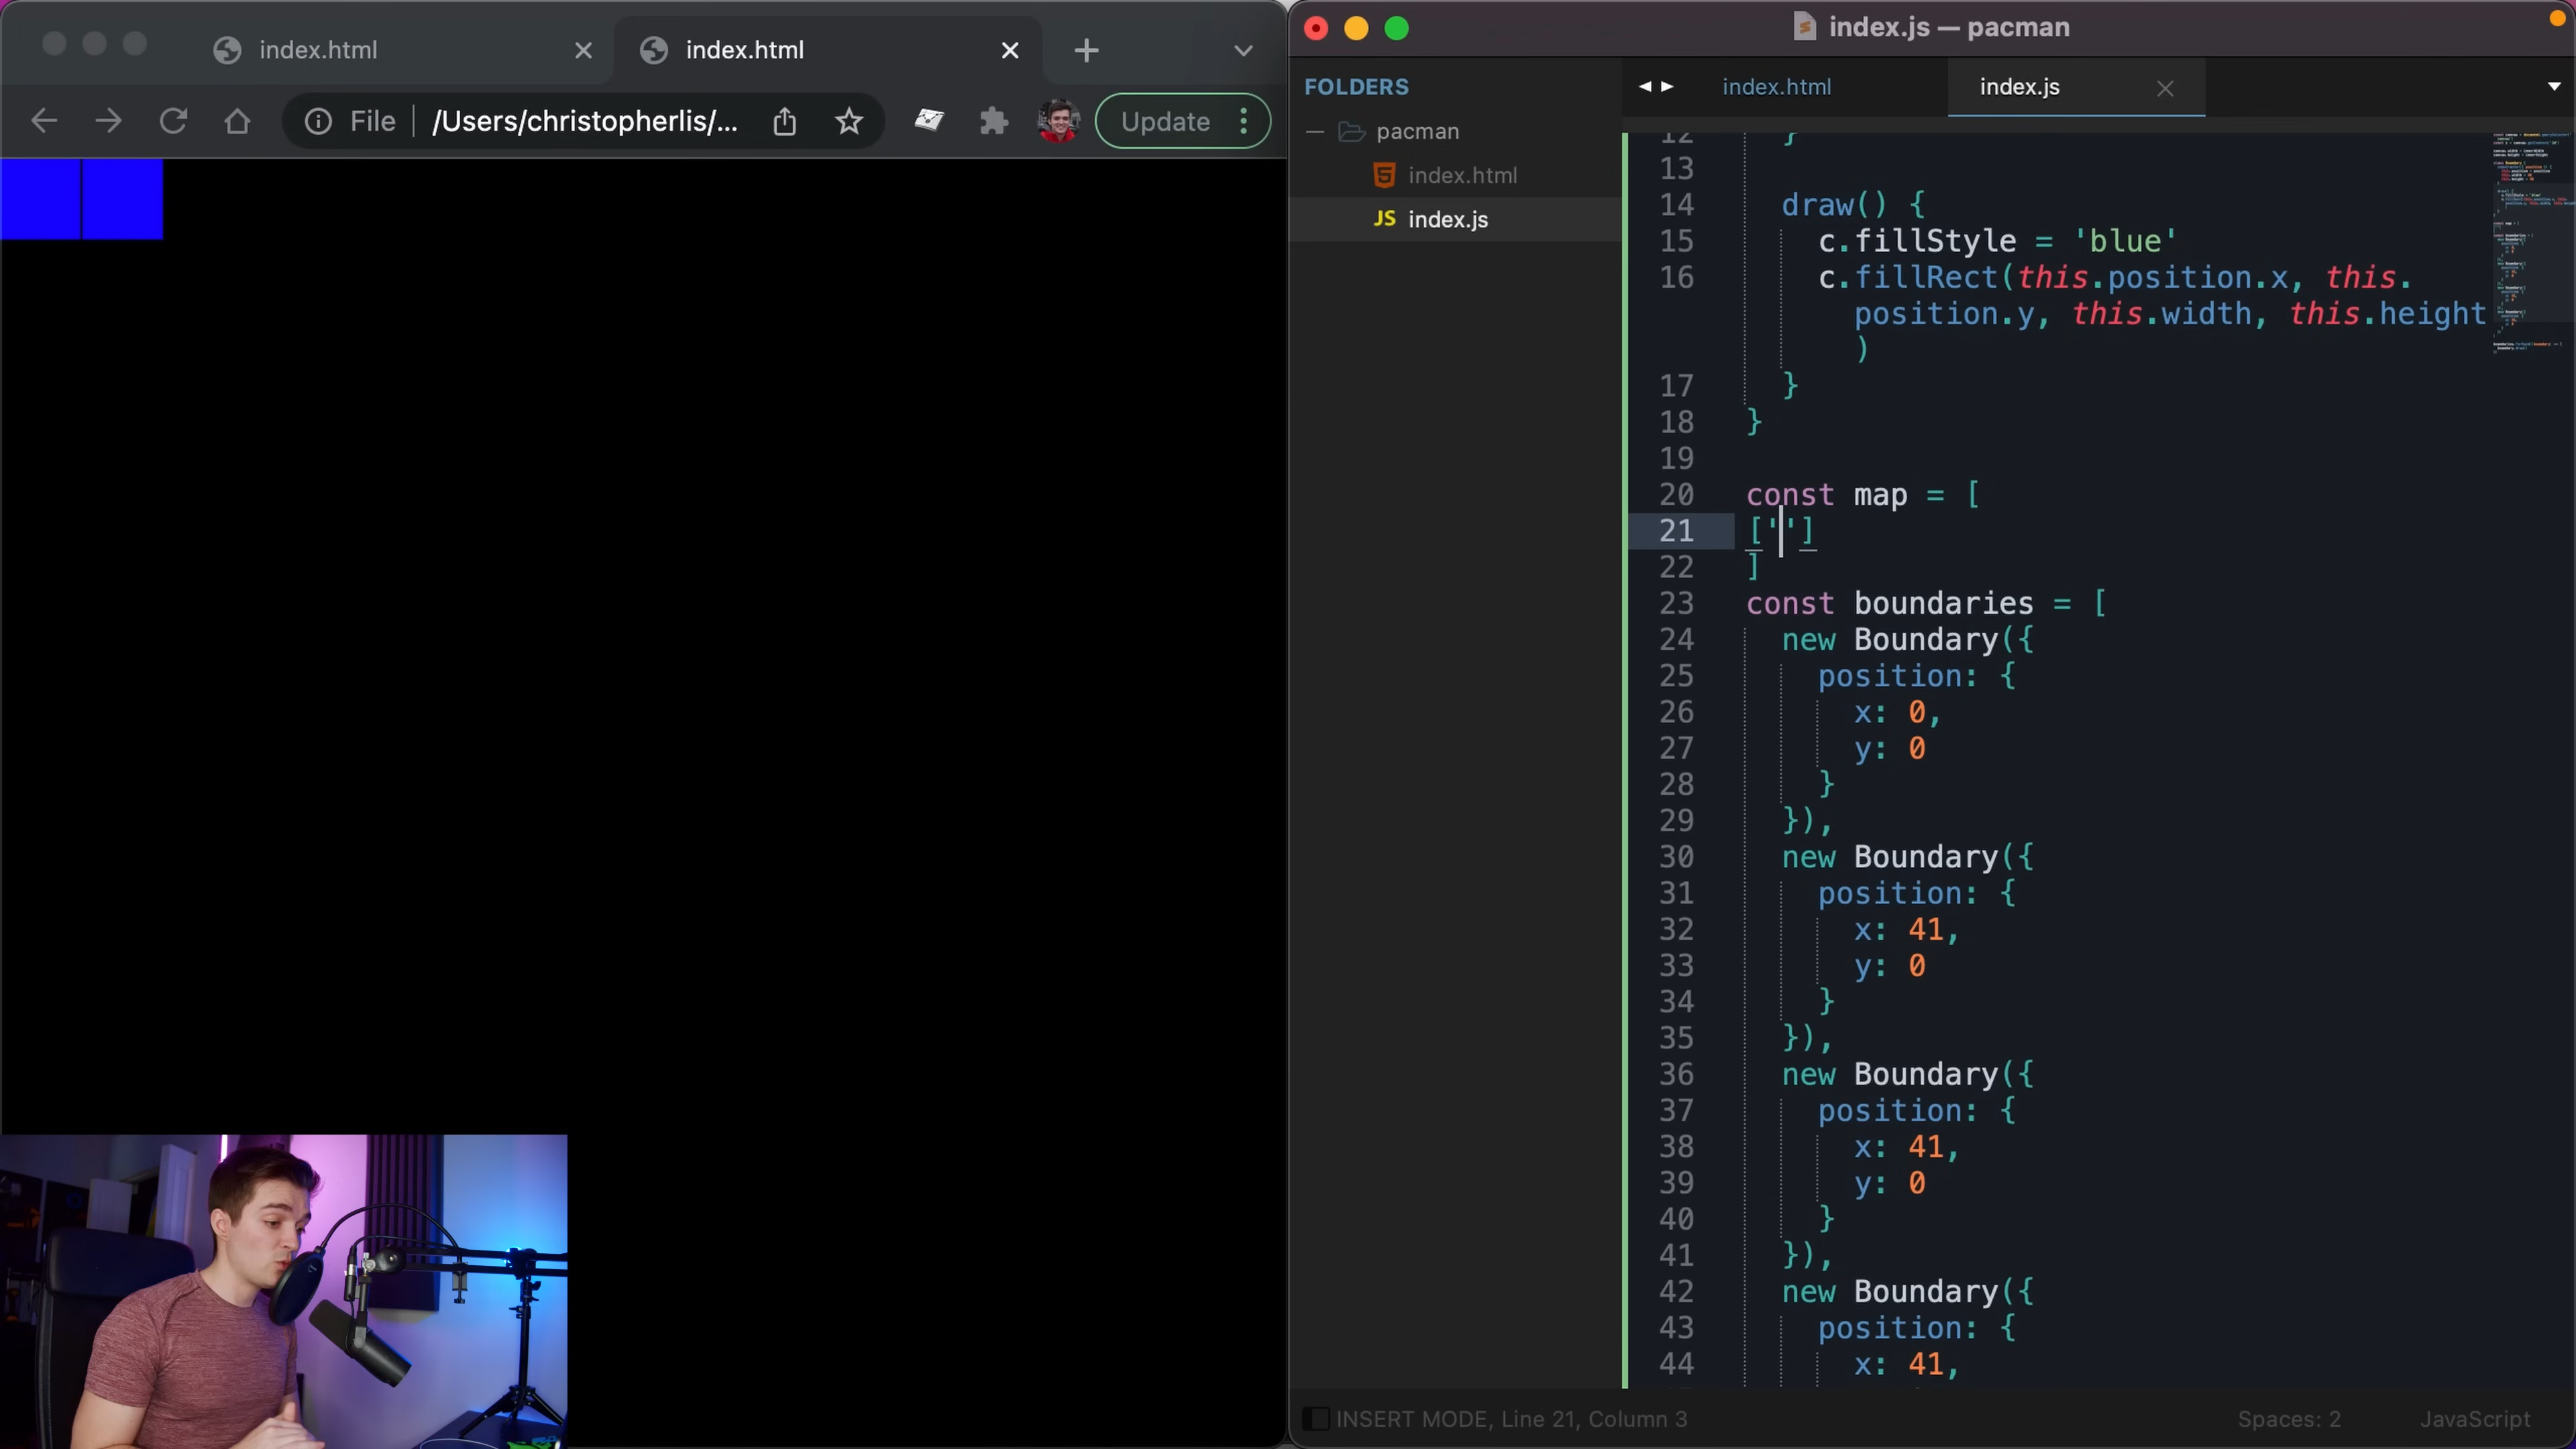 index.html
index.html
File
/Users/christopherlis/...
Update
index.js — pacman
FOLDERS
pacman
index.html
JS index.js
index.html
index.js
12 }
13
14 draw() {
15 c.fillStyle = 'blue'
16 c.fillRect(this.position.x, this.
position.y, this.width, this.height
)
17 }
18 }
19
20 const map = [
21 ['']
22 ]
23 const boundaries = [
24 new Boundary({
25 position: {
26 x: 0,
27 y: 0
28 }
29 }),
30 new Boundary({
31 position: {
32 x: 41,
33 y: 0
34 }
35 }),
36 new Boundary({
37 position: {
38 x: 41,
39 y: 0
40 }
41 }),
42 new Boundary({
43 position: {
44 x: 41,
INSERT MODE, Line 21, Column 3
Spaces: 2
JavaScript